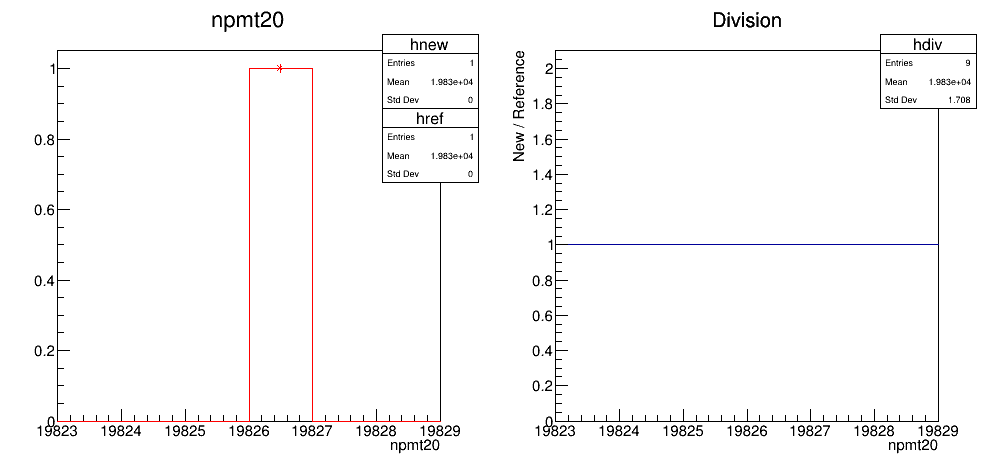 npmt20
hnew
Entries 1
Mean 1.983e+04
Std Dev 0
href
Entries 1
Mean 1.983e+04
Std Dev 0
1
0.8
0.6
0.4
0.2
0
19823 19824 19825 19826 19827 19828 19829
npmt20
Division
hdiv
Entries 9
Mean 1.983e+04
Std Dev 1.708
New / Reference
2
1.8
1.6
1.4
1.2
1
0.8
0.6
0.4
0.2
0
19823 19824 19825 19826 19827 19828 19829
npmt20